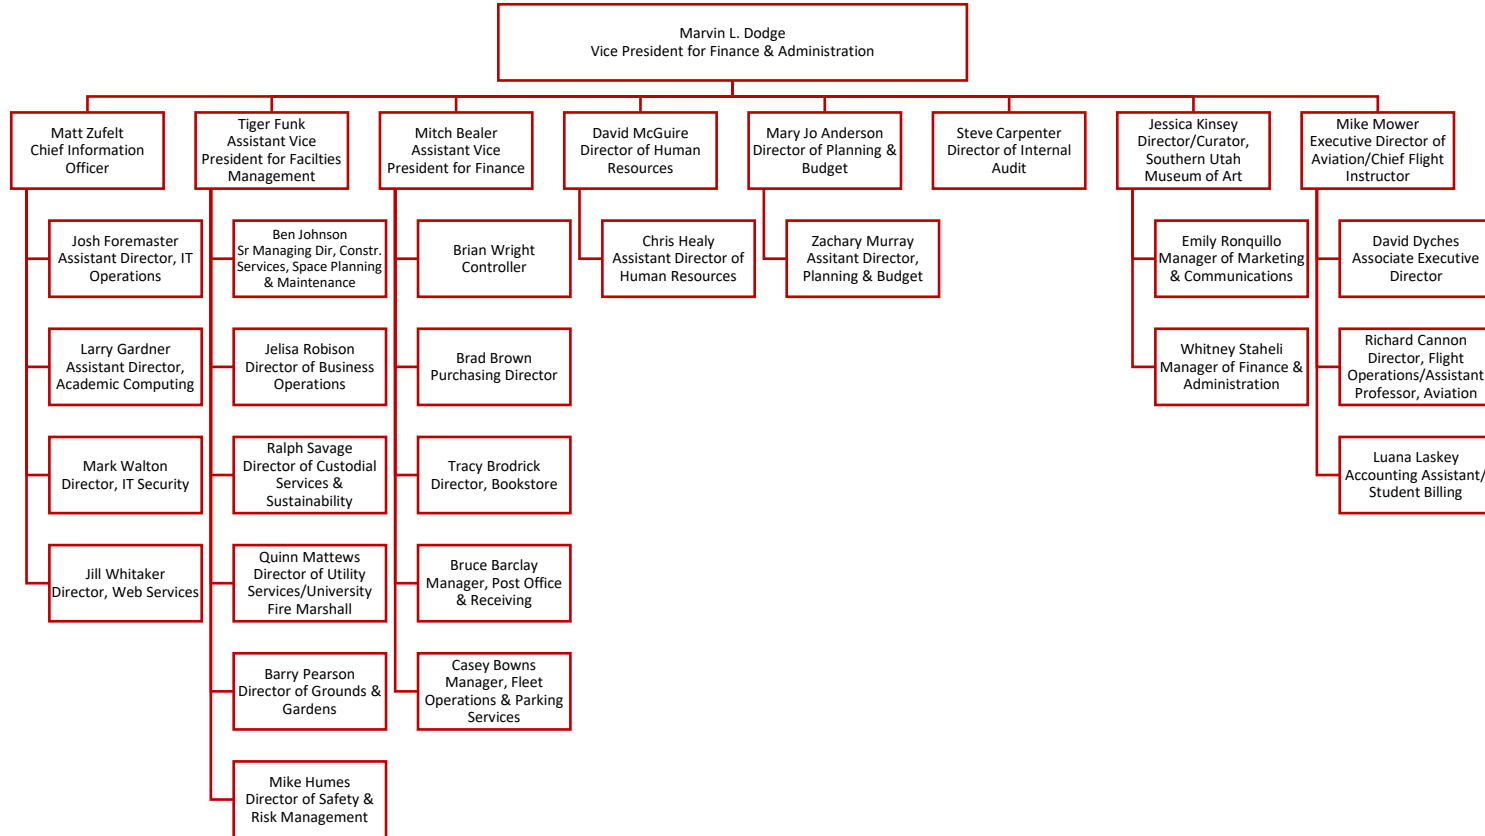 Marvin L. Dodge
Vice President for Finance & Administration
Matt Zufelt
Chief Information
Officer
Josh Foremaster
Assistant Director, IT
Operations
Larry Gardner
Assistant Director,
Academic Computing
Mark Walton
Director, IT Security
Jill Whitaker
Director, Web Services
Tiger Funk
Assistant Vice
President for Facilties
Management
Ben Johnson
Sr Managing Dir, Constr.
Services, Space Planning
& Maintenance
Jelisa Robison
Director of Business
Operations
Ralph Savage
Director of Custodial
Services &
Sustainability
Quinn Mattews
Director of Utility
Services/University
Fire Marshall
Barry Pearson
Director of Grounds &
Gardens
Mike Humes
Director of Safety &
Risk Management
Mitch Bealer
Assistant Vice
President for Finance
Brian Wright
Controller
Brad Brown
Purchasing Director
Tracy Brodrick
Director, Bookstore
Bruce Barclay
Manager, Post Office
& Receiving
Casey Bowns
Manager, Fleet
Operations & Parking
Services
David McGuire
Director of Human
Resources
Chris Healy
Assistant Director of
Human Resources
Mary Jo Anderson
Director of Planning &
Budget
Zachary Murray
Assitant Director,
Planning & Budget
Steve Carpenter
Director of Internal
Audit
Jessica Kinsey
Director/Curator,
Southern Utah
Museum of Art
Emily Ronquillo
Manager of Marketing
& Communications
Whitney Staheli
Manager of Finance &
Administration
Mike Mower
Executive Director of
Aviation/Chief Flight
Instructor
David Dyches
Associate Executive
Director
Richard Cannon
Director, Flight
Operations/Assistant
Professor, Aviation
Luana Laskey
Accounting Assistant/
Student Billing